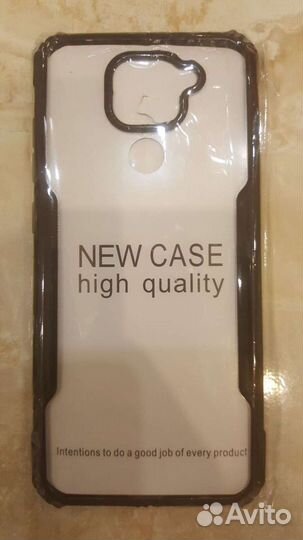 NEW CASE
high quality
Intentions to do a good job of every product
Avito